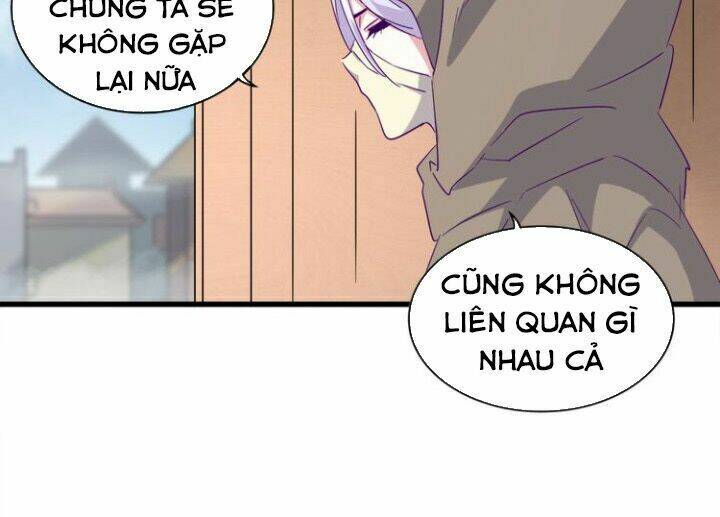 CHÚNG TA SẼ
KHÔNG GẶP
LẠI NỮA
CŨNG KHÔNG
LIÊN QUAN GÌ
NHAU CẢ